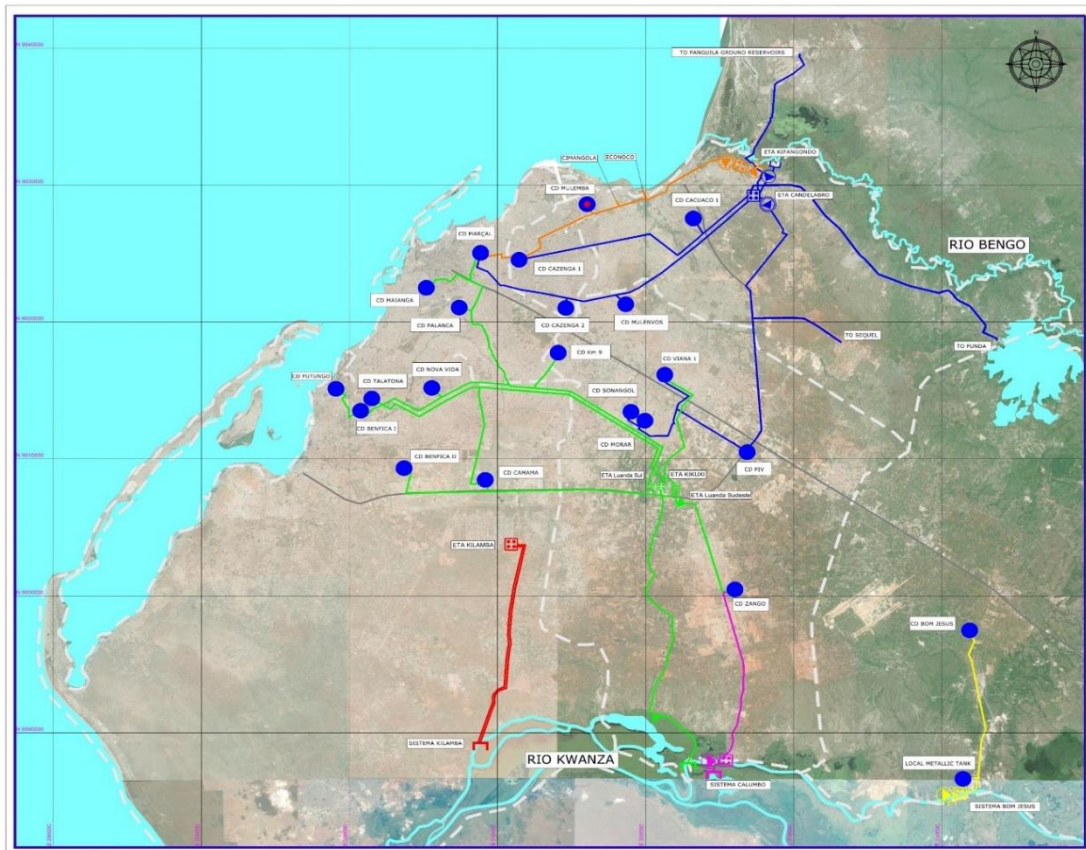 N
TO PANGUILA GROUND RESERVOIRS
ETA KIFANGONDO
CIMANGOLA
ECONOCO
CD MULEMBA
ETA CANDELABRO
CD CACUACO 1
CD MARÇAL
RIO BENGO
CD CAZENGA 1
CD MAIANGA
CD PALANCA
CD CAZENGA 2
CD MULENVOS
TO SEQUEL
TO FUNDA
CD KM 9
CD VIANA 1
CD FUTUNGO
CD TALATONA
CD NOVA VIDA
CD SONANGOL
CD BENFICA I
CD MORAR
CD BENFICA II
CD CAMAMA
CD PIV
ETA Luanda Sul
ETA KIKUXI
ETA Luanda Sudeste
ETA KILAMBA
CD ZANGO
CD BOM JESUS
SISTEMA KILAMBA
RIO KWANZA
LOCAL METALLIC TANK
SISTEMA CALUMBO
SISTEMA BOM JESUS